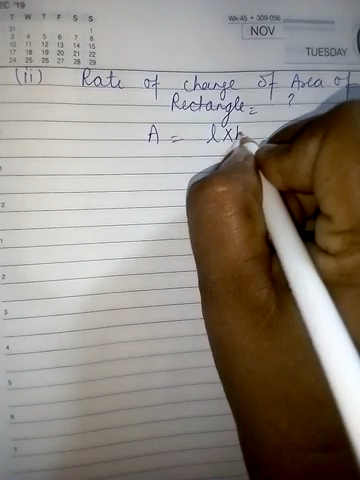 EC '19
T W T F S S
31 1
3 4 5 6 7 8
10 11 12 13 14 15
17 18 19 20 21 22
24 25 26 27 28 29
Wk-45 • 309-056
NOV
TUESDAY
(ii) Rate of change of Area of
Rectangle = ?
A = l x